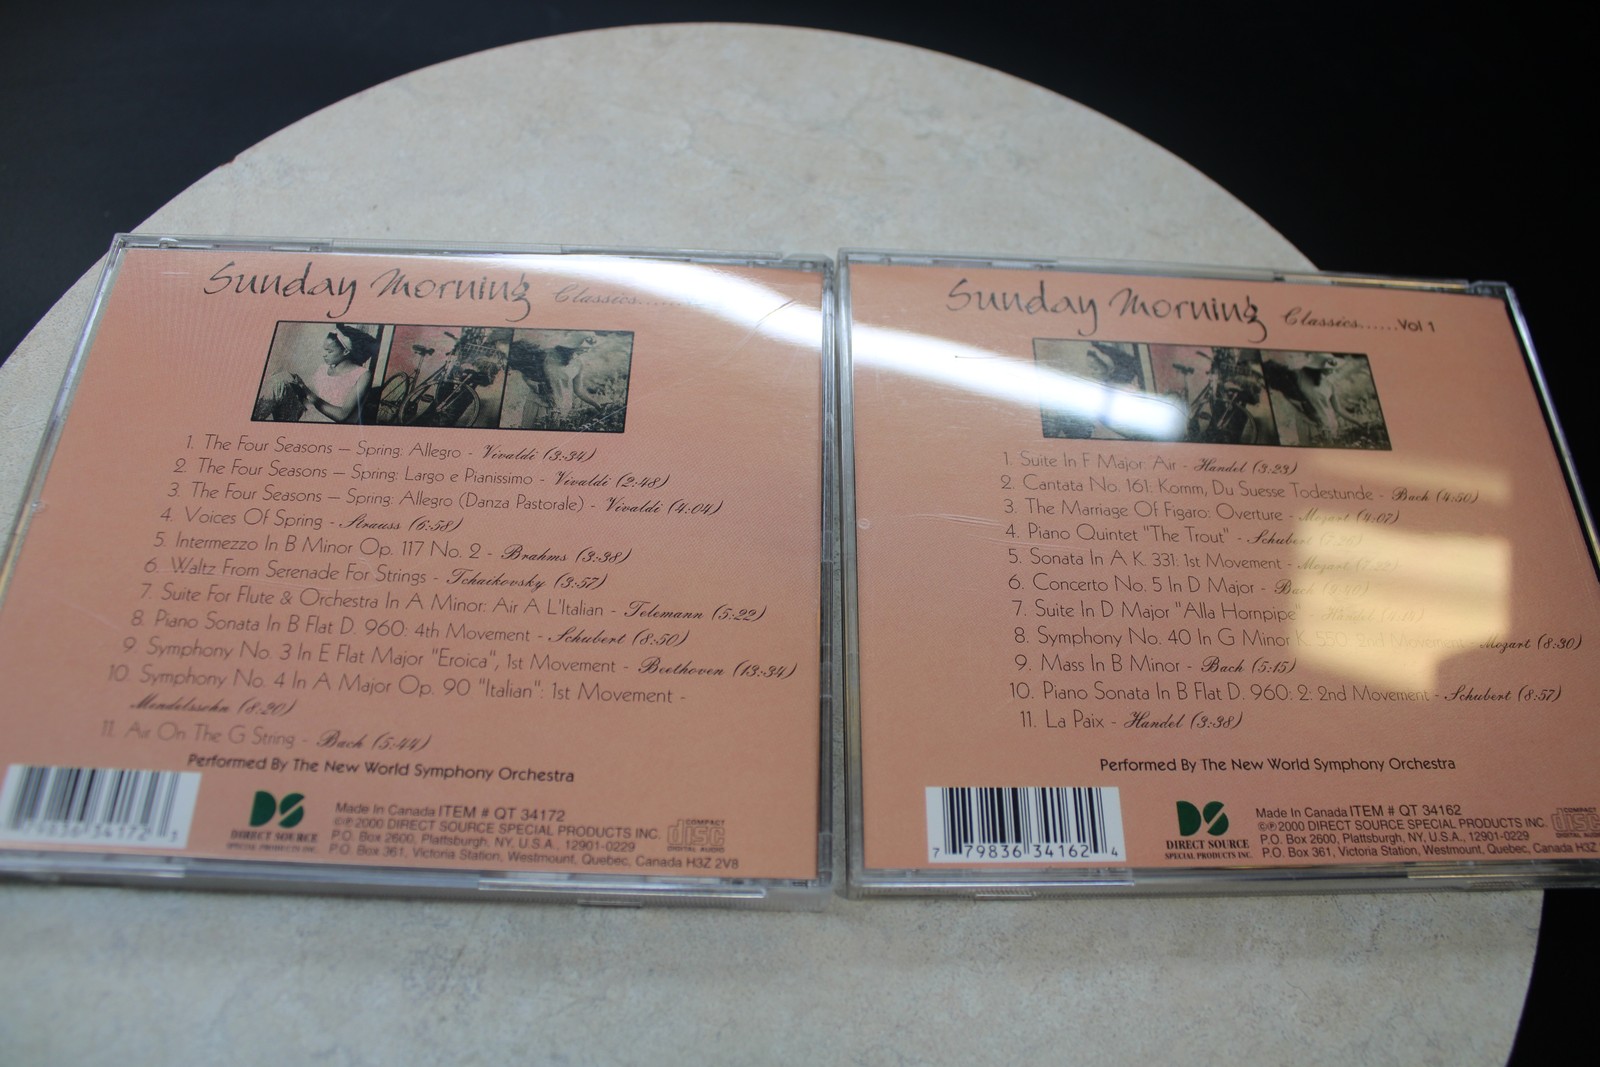 Sunday Morning Classics......
1. The Four Seasons – Spring: Allegro - Vivaldi (3:34)
2. The Four Seasons – Spring: Largo e Pianissimo - Vivaldi (2:48)
3. The Four Seasons – Spring: Allegro (Danza Pastorale) - Vivaldi (4:04)
4. Voices Of Spring - Strauss (6:58)
5. Intermezzo In B Minor Op. 117 No. 2 - Brahms (3:38)
6. Waltz From Serenade For Strings - Tchaikovsky (3:57)
7. Suite For Flute & Orchestra In A Minor: Air A L'Italian - Telemann (5:22)
8. Piano Sonata In B Flat D. 960: 4th Movement - Schubert (8:50)
9. Symphony No. 3 In E Flat Major "Eroica", 1st Movement - Beethoven (13:34)
10. Symphony No. 4 In A Major Op. 90 "Italian": 1st Movement -
Mendelssohn (8:20)
11. Air On The G String - Bach (5:44)
Performed By The New World Symphony Orchestra
34172
DS
DIRECT SOURCE
SPECIAL PRODUCTS INC.
Made In Canada ITEM # QT 34172
©℗2000 DIRECT SOURCE SPECIAL PRODUCTS INC.
P.O. Box 2600, Plattsburgh, NY, U.S.A., 12901-0229
P.O. Box 361, Victoria Station, Westmount, Quebec, Canada H3Z 2V8
COMPACT
disc
DIGITAL AUDIO
Sunday Morning Classics......Vol 1
1. Suite In F Major "Air - Handel (3:23)
2. Cantata No. 161: Komm, Du Suesse Todestunde - Bach (4:50)
3. The Marriage Of Figaro: Overture - Mozart (4:07)
4. Piano Quintet "The Trout" - Schubert
5. Sonata In A K. 331: 1st Movement - Mozart
6. Concerto No. 5 In D Major - Bach
7. Suite In D Major "Alla Hornpipe" - Handel
8. Symphony No. 40 In G Minor K. 2nd Movement - Mozart (8:30)
9. Mass In B Minor - Bach (5:15)
10. Piano Sonata In B Flat D. 960: 2: 2nd Movement - Schubert (8:57)
11. La Paix - Handel (3:38)
Performed By The New World Symphony Orchestra
7 79836 34162 4
DS
DIRECT SOURCE
SPECIAL PRODUCTS INC.
Made In Canada ITEM # QT 34162
©℗2000 DIRECT SOURCE SPECIAL PRODUCTS INC.
P.O. Box 2600, Plattsburg, NY, U.S.A., 12901-0229
P.O. Box 361, Victoria Station, Westmount, Quebec, Canada H3Z
COMPACT
disc
DIGITAL AUDIO